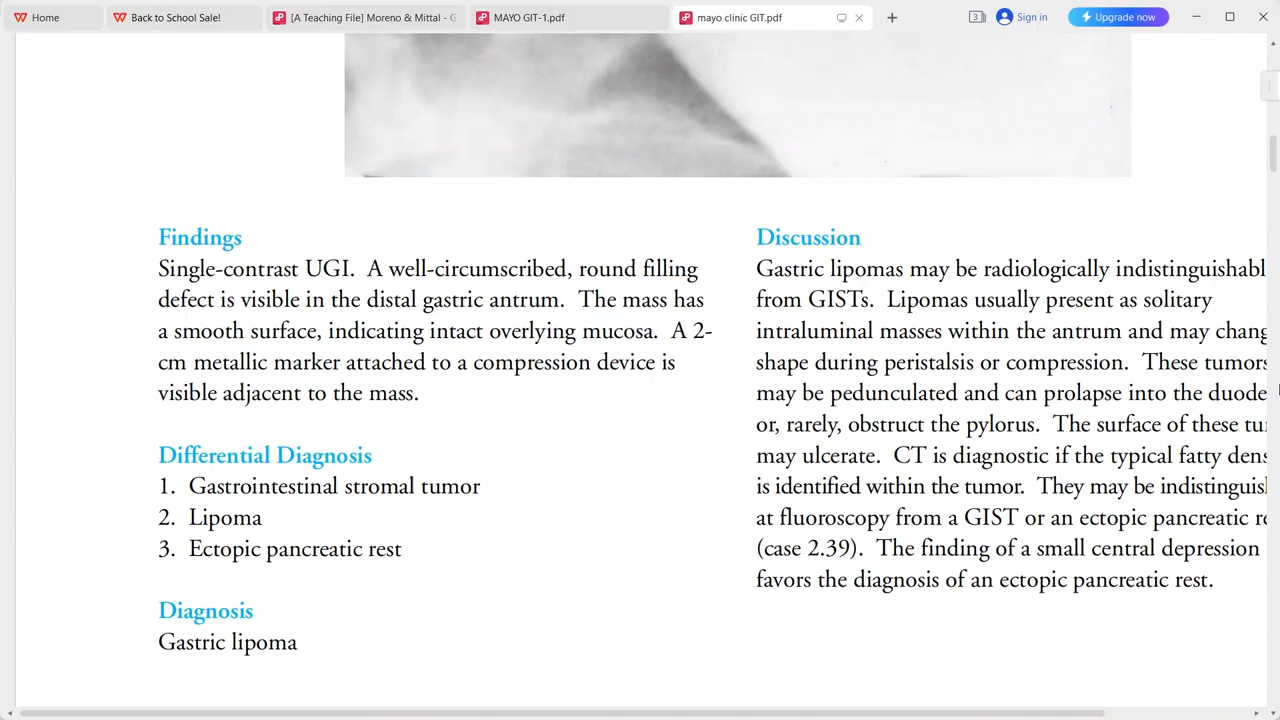 Home
Back to School Sale!
[A Teaching File] Moreno & Mittal - G
MAYO GIT-1.pdf
mayo clinic GIT.pdf
3
Sign in
Upgrade now
Findings
Single-contrast UGI. A well-circumscribed, round filling
defect is visible in the distal gastric antrum. The mass has
a smooth surface, indicating intact overlying mucosa. A 2-
cm metallic marker attached to a compression device is
visible adjacent to the mass.
Differential Diagnosis
1. Gastrointestinal stromal tumor
2. Lipoma
3. Ectopic pancreatic rest
Diagnosis
Gastric lipoma
Discussion
Gastric lipomas may be radiologically indistinguishabl
from GISTs. Lipomas usually present as solitary
intraluminal masses within the antrum and may chang
shape during peristalsis or compression. These tumors
may be pedunculated and can prolapse into the duode
or, rarely, obstruct the pylorus. The surface of these tu
may ulcerate. CT is diagnostic if the typical fatty dens
is identified within the tumor. They may be indistinguis
at fluoroscopy from a GIST or an ectopic pancreatic re
(case 2.39). The finding of a small central depression
favors the diagnosis of an ectopic pancreatic rest.